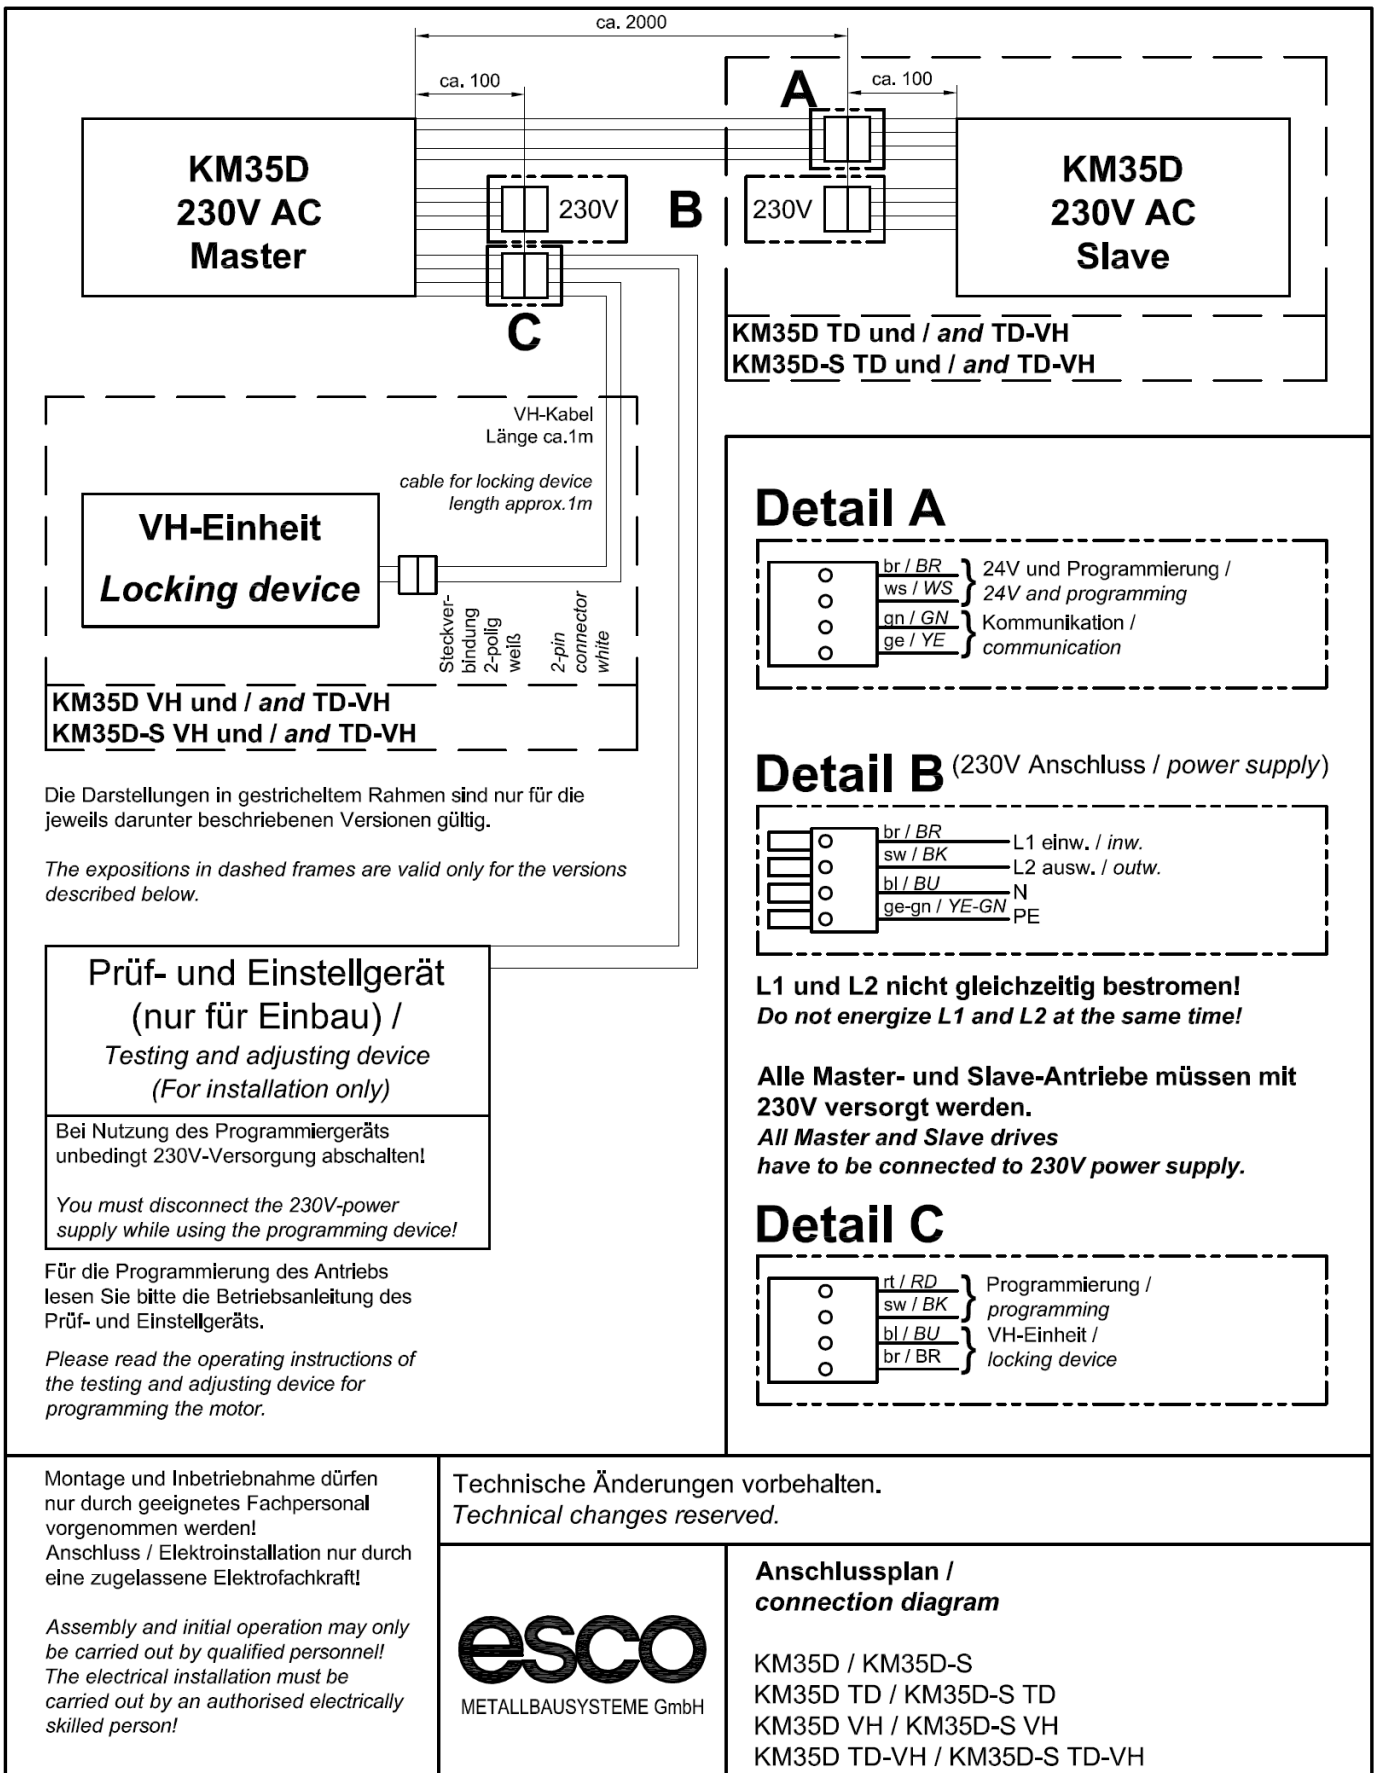 ca. 2000
ca. 100
A
ca. 100
KM35D
230V AC
Master
230V
B
230V
KM35D
230V AC
Slave
C
KM35D TD und / and TD-VH
KM35D-S TD und / and TD-VH
VH-Kabel
Länge ca.1m
cable for locking device
length approx.1m
VH-Einheit
Locking device
Steckver-
bindung
2-polig
weiß
2-pin
connector
white
KM35D VH und / and TD-VH
KM35D-S VH und / and TD-VH
Die Darstellungen in gestricheltem Rahmen sind nur für die
jeweils darunter beschriebenen Versionen gültig.
The expositions in dashed frames are valid only for the versions
described below.
Prüf- und Einstellgerät
(nur für Einbau) /
Testing and adjusting device
(For installation only)
Bei Nutzung des Programmiergeräts
unbedingt 230V-Versorgung abschalten!
You must disconnect the 230V-power
supply while using the programming device!
Für die Programmierung des Antriebs
lesen Sie bitte die Betriebsanleitung des
Prüf- und Einstellgeräts.
Please read the operating instructions of
the testing and adjusting device for
programming the motor.
Detail A
br / BR
ws / WS
gn / GN
ge / YE
24V und Programmierung /
24V and programming
Kommunikation /
communication
Detail B (230V Anschluss / power supply)
br / BR
sw / BK
bl / BU
ge-gn / YE-GN
L1 einw. / inw.
L2 ausw. / outw.
N
PE
L1 und L2 nicht gleichzeitig bestromen!
Do not energize L1 and L2 at the same time!
Alle Master- und Slave-Antriebe müssen mit
230V versorgt werden.
All Master and Slave drives
have to be connected to 230V power supply.
Detail C
rt / RD
sw / BK
bl / BU
br / BR
Programmierung /
programming
VH-Einheit /
locking device
Montage und Inbetriebnahme dürfen
nur durch geeignetes Fachpersonal
vorgenommen werden!
Anschluss / Elektroinstallation nur durch
eine zugelassene Elektrofachkraft!
Assembly and initial operation may only
be carried out by qualified personnel!
The electrical installation must be
carried out by an authorised electrically
skilled person!
Technische Änderungen vorbehalten.
Technical changes reserved.
esco
METALLBAUSYSTEME GmbH
Anschlussplan /
connection diagram
KM35D / KM35D-S
KM35D TD / KM35D-S TD
KM35D VH / KM35D-S VH
KM35D TD-VH / KM35D-S TD-VH